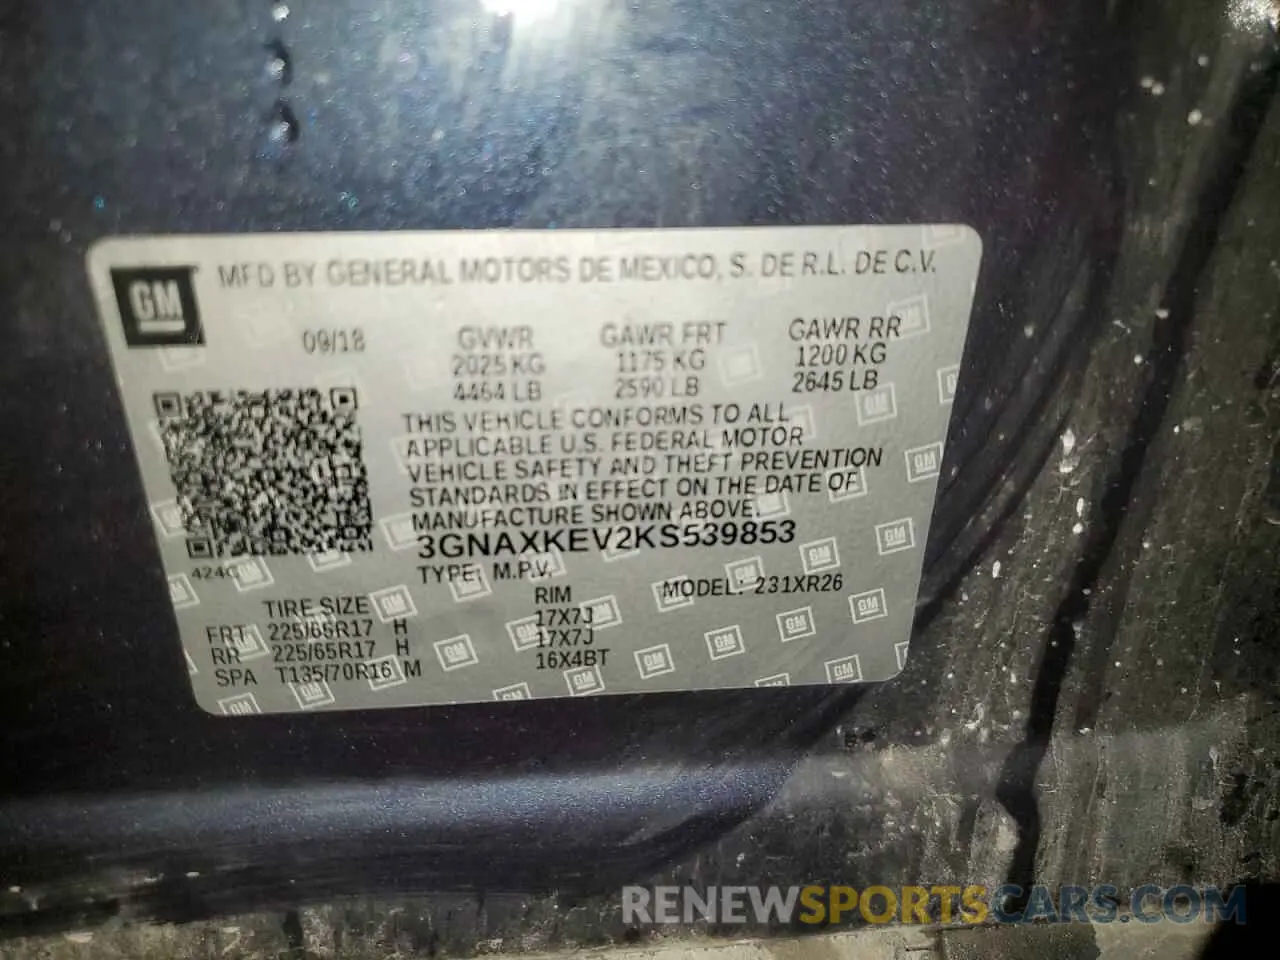 GM
MFD BY GENERAL MOTORS DE MEXICO, S. DE R.L. DE C.V.
09/18 GVWR GAWR FRT GAWR RR
2025 KG 1175 KG 1200 KG
4464 LB 2590 LB 2645 LB
THIS VEHICLE CONFORMS TO ALL
APPLICABLE U.S. FEDERAL MOTOR
VEHICLE SAFETY AND THEFT PREVENTION
STANDARDS IN EFFECT ON THE DATE OF
MANUFACTURE SHOWN ABOVE.
3GNAXKEV2KS539853
TYPE: M.P.V. MODEL: 231XR26
TIRE SIZE RIM
FRT 225/65R17 H 17X7J
RR 225/65R17 H 17X7J
SPA T135/70R16 M 16X4BT
RENEWSPORTSCARS.COM